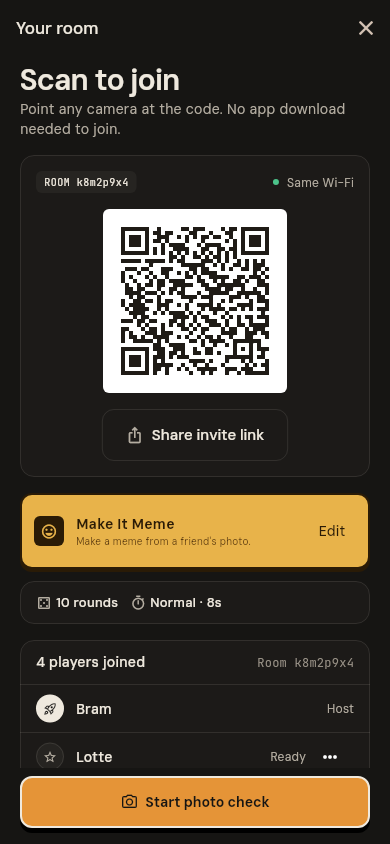 Your room
Scan to join
Point any camera at the code. No app download
needed to join.
ROOM k8m2p9x4
Same Wi-Fi
Share invite link
Make It Meme
Make a meme from a friend's photo.
Edit
10 rounds
Normal · 8s
4 players joined
Room k8m2p9x4
Bram
Host
Lotte
Ready
Start photo check